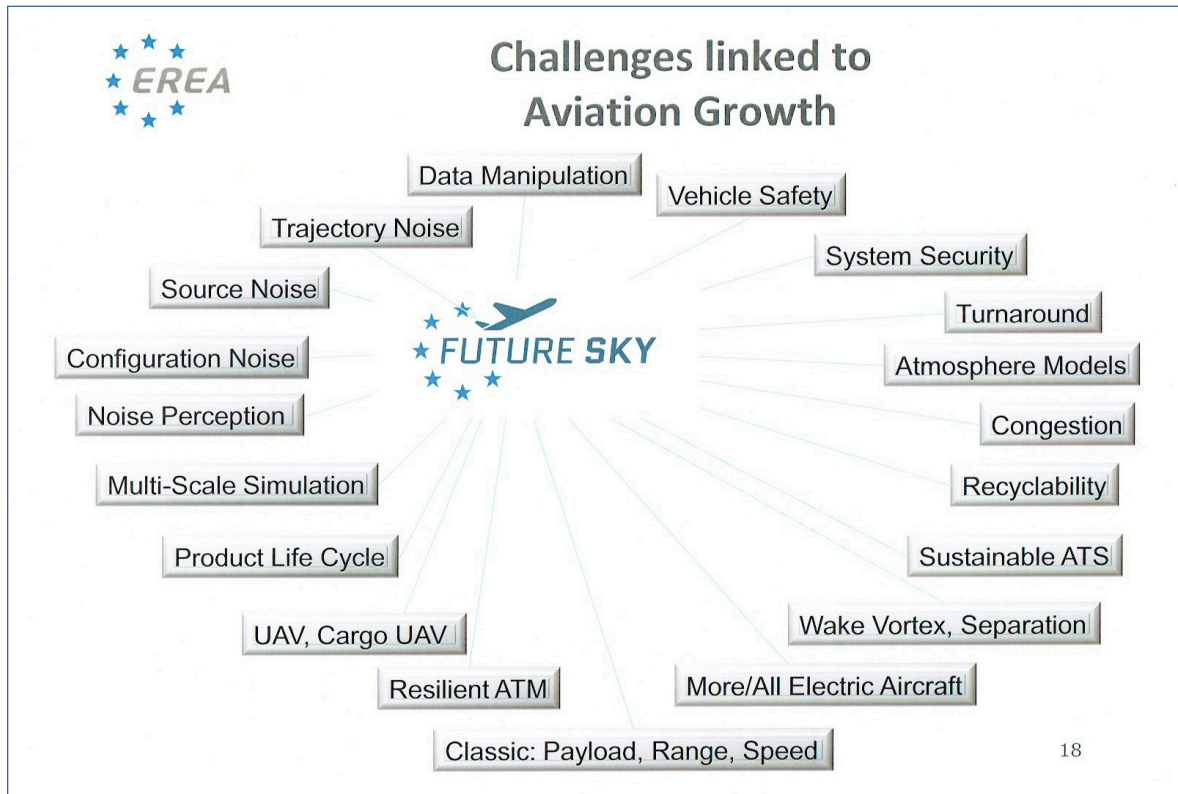 EREA
Challenges linked to
Aviation Growth
Data Manipulation
Vehicle Safety
Trajectory Noise
System Security
Source Noise
Turnaround
FUTURE SKY
Configuration Noise
Atmosphere Models
Noise Perception
Congestion
Multi-Scale Simulation
Recyclability
Product Life Cycle
Sustainable ATS
UAV, Cargo UAV
Wake Vortex, Separation
Resilient ATM
More/All Electric Aircraft
Classic: Payload, Range, Speed
18